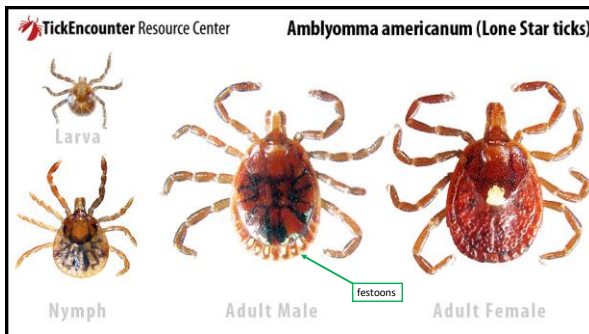 TickEncounter Resource Center
Amblyomma americanum (Lone Star ticks)
Larva
Nymph
Adult Male
festoons
Adult Female